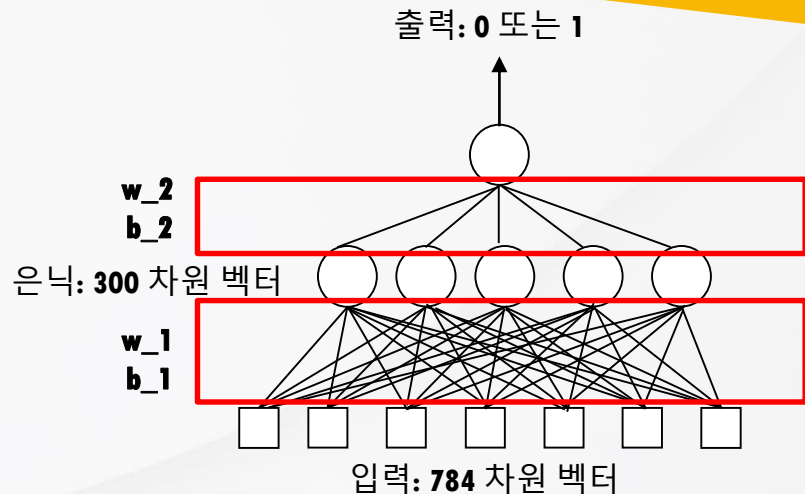 출력: 0 또는 1
w_2
b_2
은닉: 300 차원 벡터
w_1
b_1
입력: 784 차원 벡터